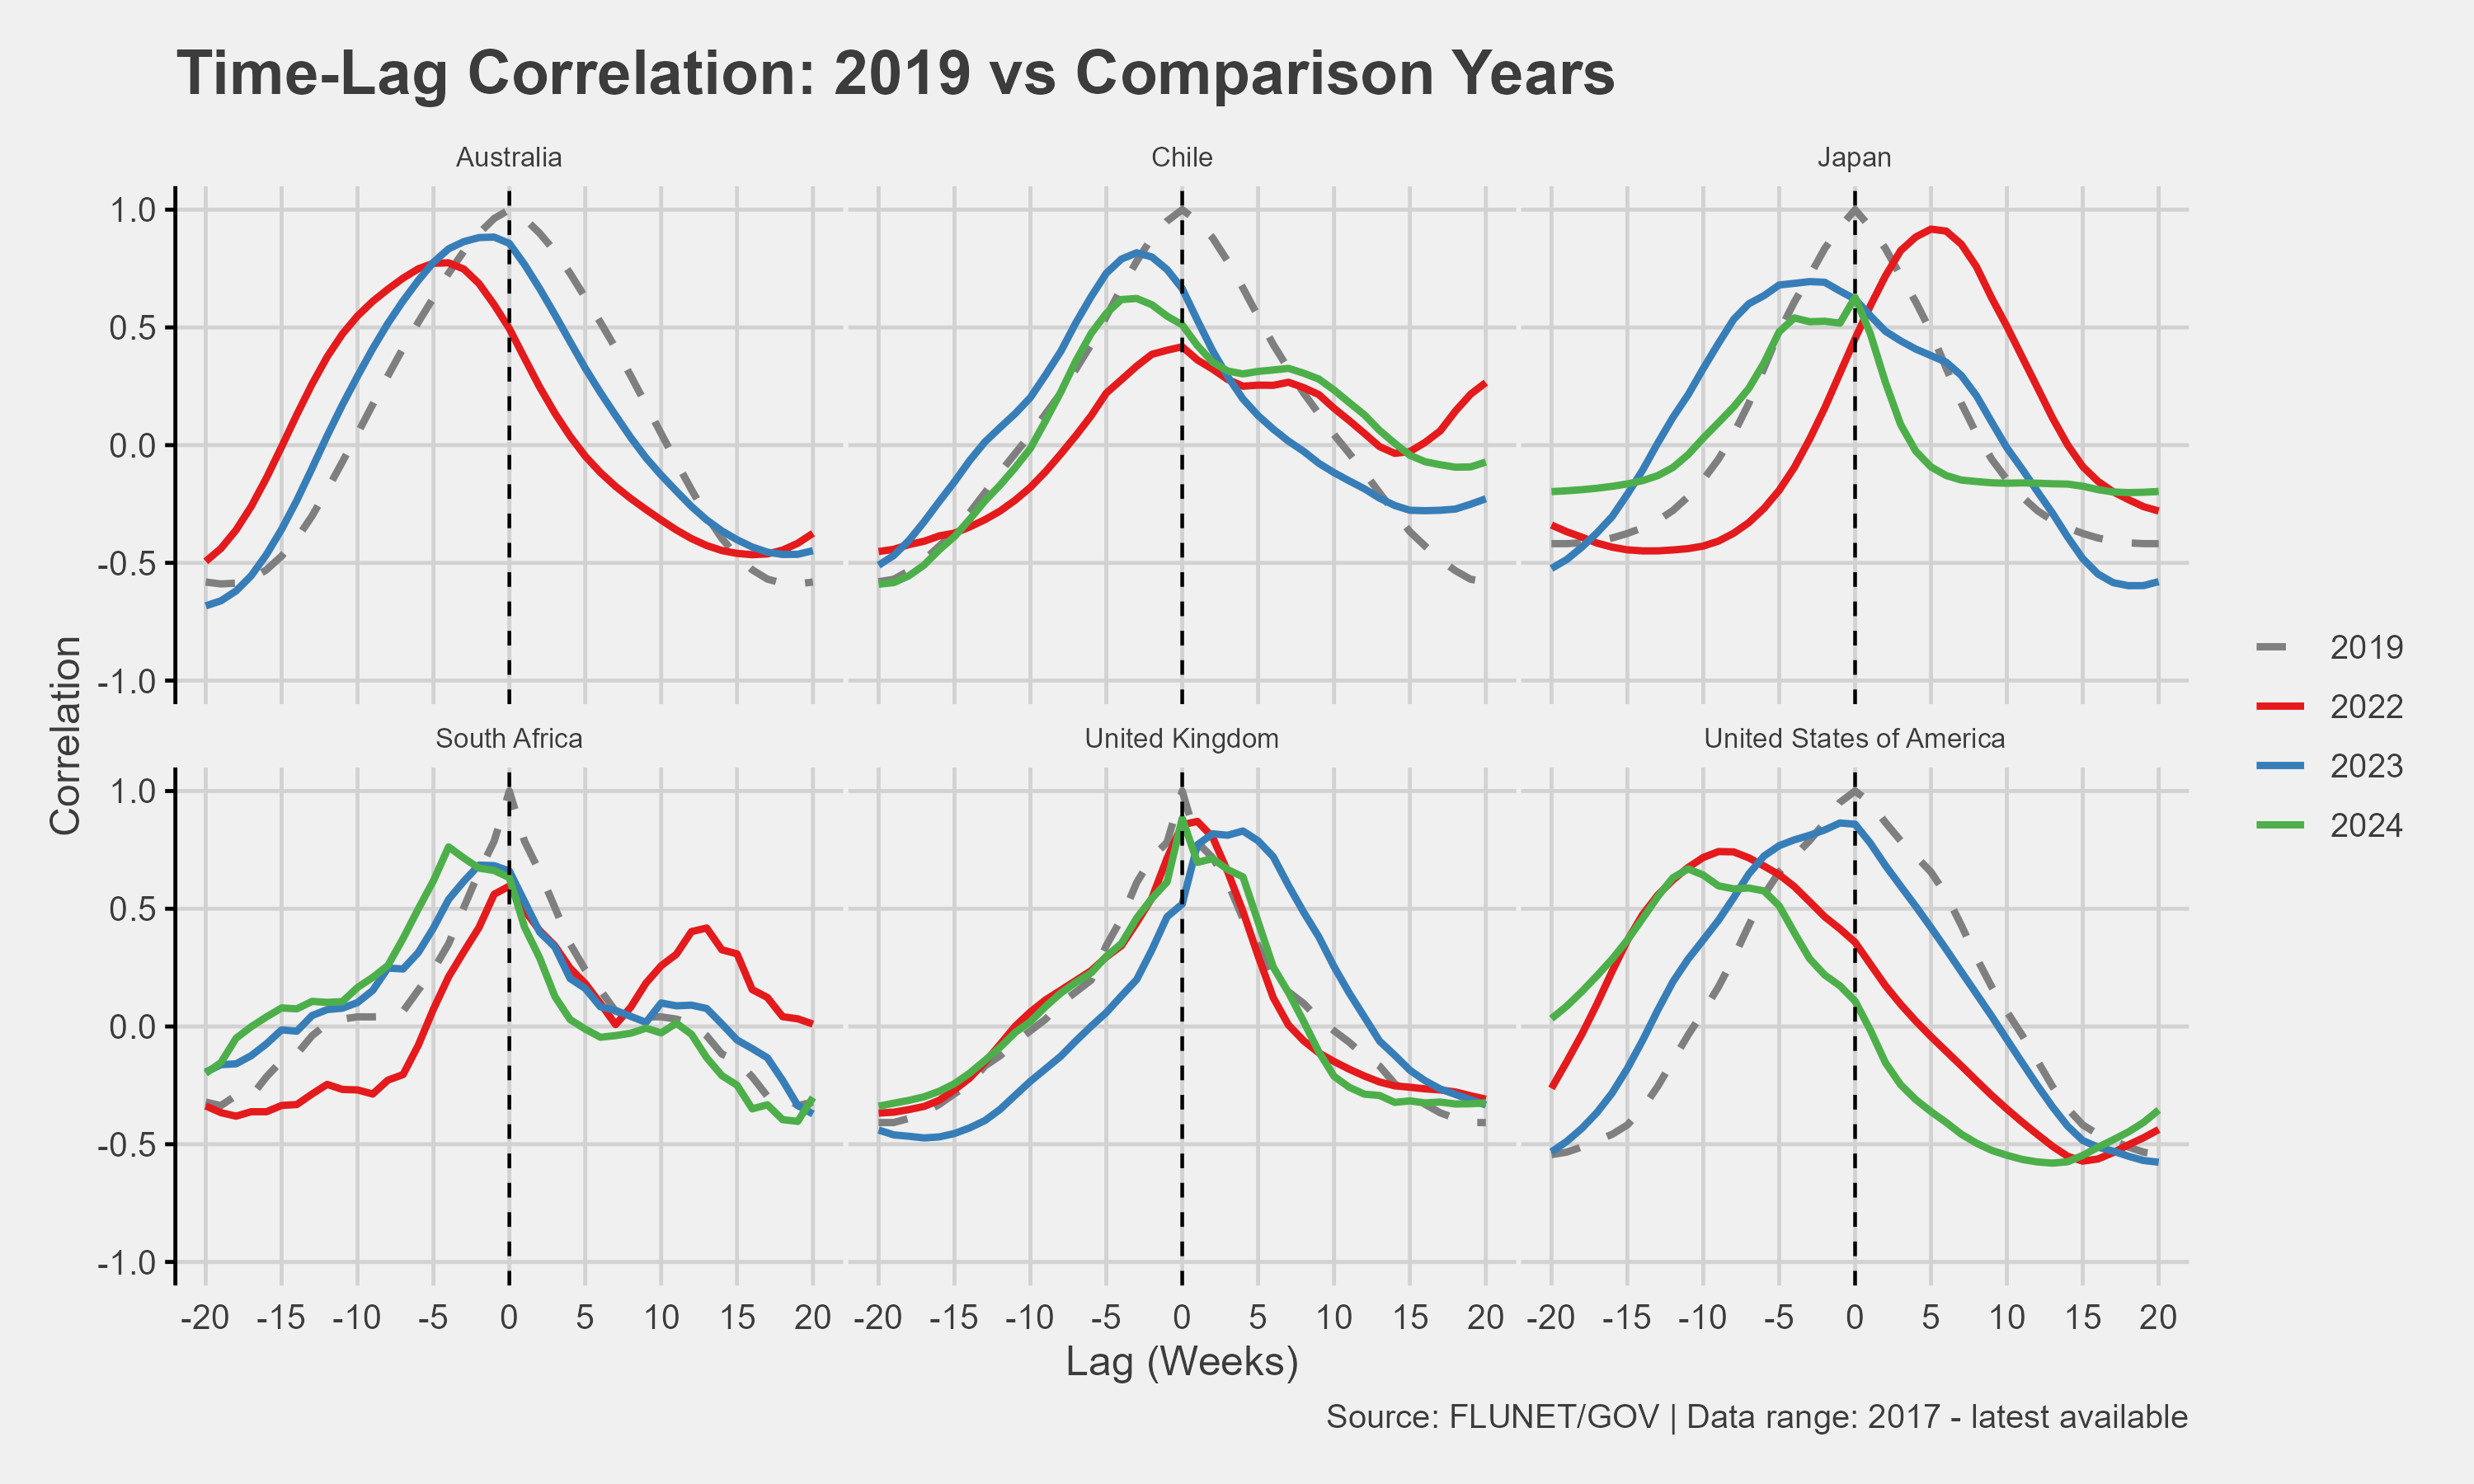 Time-Lag Correlation: 2019 vs Comparison Years
Australia
Chile
Japan
1.0
0.5
0.0
-0.5
-1.0
South Africa
United Kingdom
United States of America
1.0
0.5
0.0
-0.5
-1.0
Correlation
-20 -15 -10 -5 0 5 10 15 20
-20 -15 -10 -5 0 5 10 15 20
-20 -15 -10 -5 0 5 10 15 20
Lag (Weeks)
2019
2022
2023
2024
Source: FLUNET/GOV | Data range: 2017 - latest available